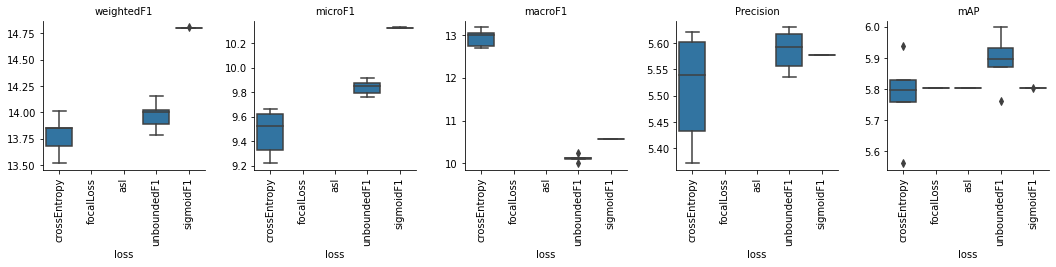 weightedF1
14.75
14.50
14.25
14.00
13.75
13.50
crossEntropy
focalLoss
asl
unboundedF1
sigmoidF1
loss
microF1
10.2
10.0
9.8
9.6
9.4
9.2
crossEntropy
focalLoss
asl
unboundedF1
sigmoidF1
loss
macroF1
13
12
11
10
crossEntropy
focalLoss
asl
unboundedF1
sigmoidF1
loss
Precision
5.60
5.55
5.50
5.45
5.40
crossEntropy
focalLoss
asl
unboundedF1
sigmoidF1
loss
mAP
6.0
5.9
5.8
5.7
5.6
crossEntropy
focalLoss
asl
unboundedF1
sigmoidF1
loss